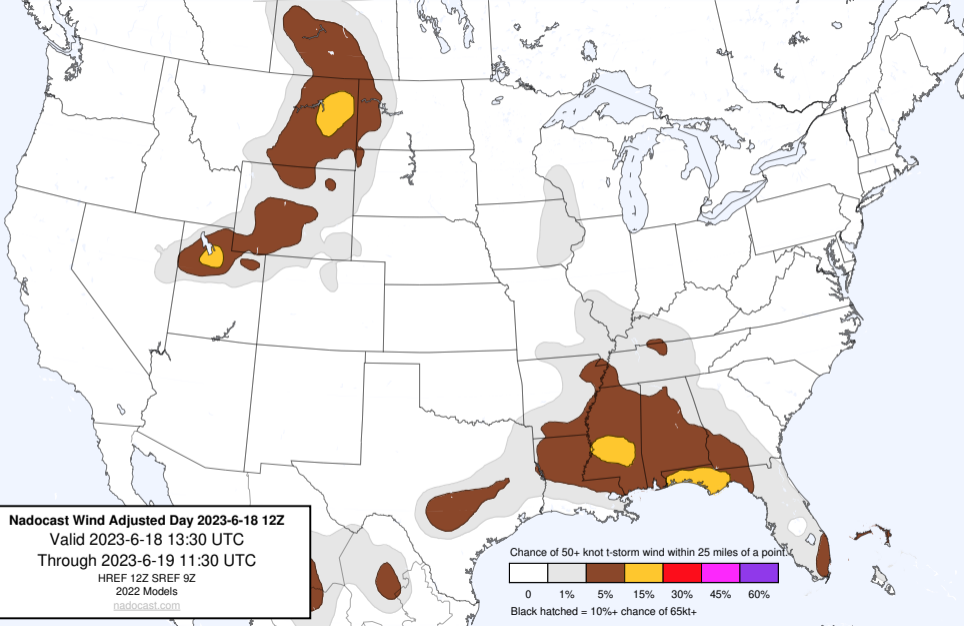 Nadocast Wind Adjusted Day 2023-6-18 12Z
Valid 2023-6-18 13:30 UTC
Through 2023-6-19 11:30 UTC
HREF 12Z SREF 9Z
2022 Models
nadocast.com
Chance of 50+ knot t-storm wind within 25 miles of a point.
0 1% 5% 15% 30% 45% 60%
Black hatched = 10%+ chance of 65kt+